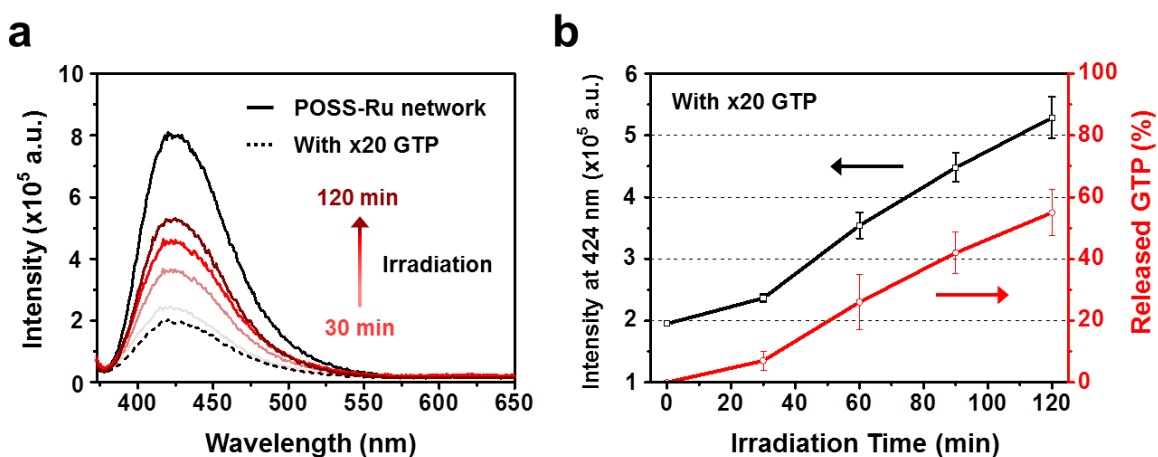 a
10
8
6
4
2
0
400 450 500 550 600 650
Intensity (x10⁵ a.u.)
Wavelength (nm)
POSS-Ru network
With x20 GTP
120 min
Irradiation
30 min
b
6
5
4
3
2
1
Intensity at 424 nm (x10⁵ a.u.)
With x20 GTP
100
80
60
40
20
0
Released GTP (%)
0 20 40 60 80 100 120
Irradiation Time (min)